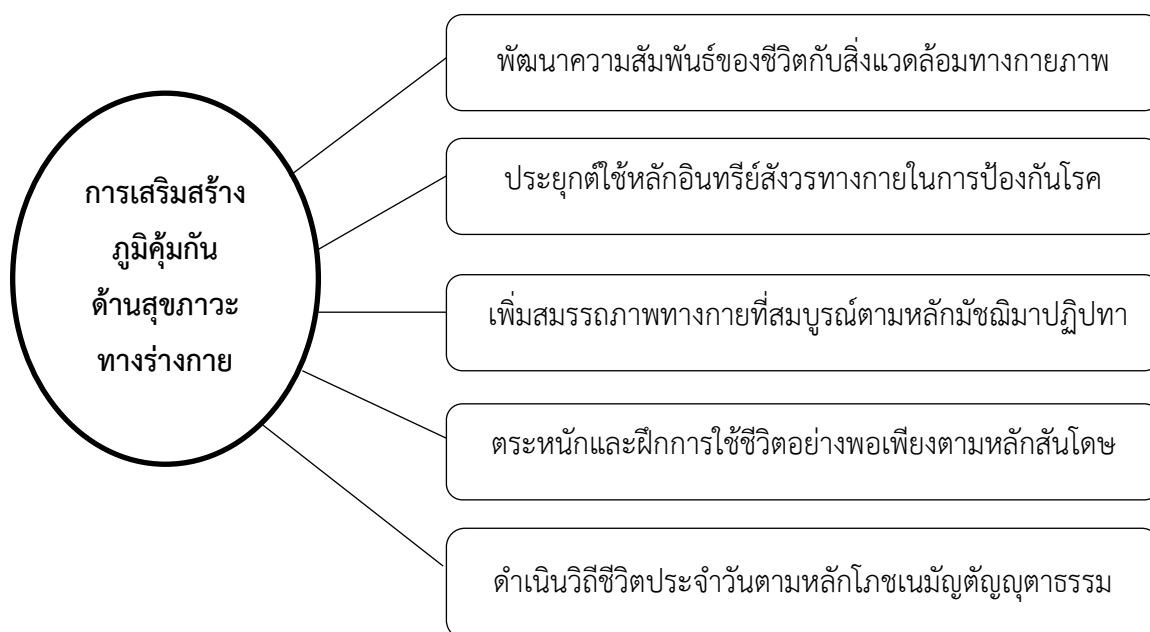 การเสริมสร้าง
ภูมิคุ้มกัน
ด้านสุขภาวะ
ทางร่างกาย
พัฒนาความสัมพันธ์ของชีวิตกับสิ่งแวดล้อมทางกายภาพ
ประยุกต์ใช้หลักอินทรีย์สังวรทางกายในการป้องกันโรค
เพิ่มสมรรถภาพทางกายที่สมบูรณ์ตามหลักมัชฌิมาปฏิปทา
ตระหนักและฝึกการใช้ชีวิตอย่างพอเพียงตามหลักสันโดษ
ดำเนินวิถีชีวิตประจำวันตามหลักโภชเนมัญตัญญุตาธรรม